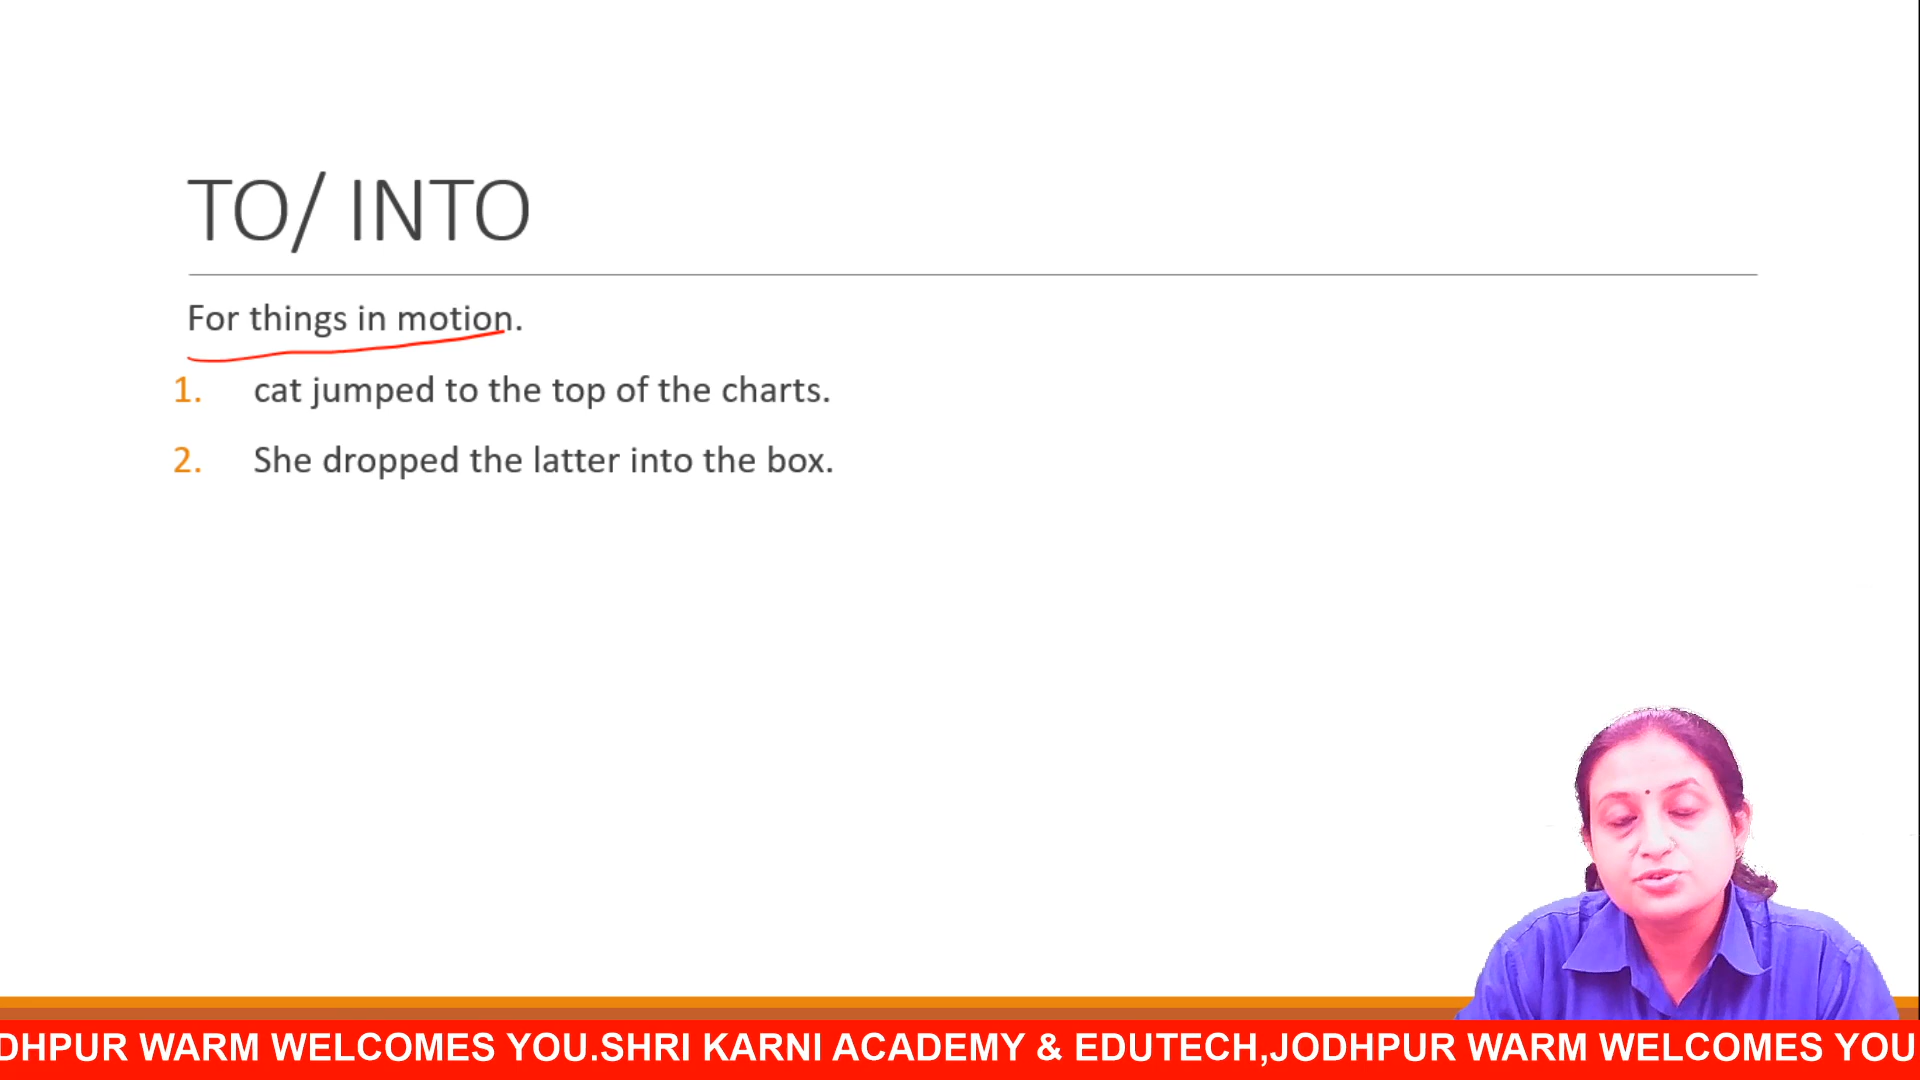 TO/ INTO
For things in motion.
1. cat jumped to the top of the charts.
2. She dropped the latter into the box.
DHPUR WARM WELCOMES YOU.SHRI KARNI ACADEMY & EDUTECH,JODHPUR WARM WELCOMES YOU